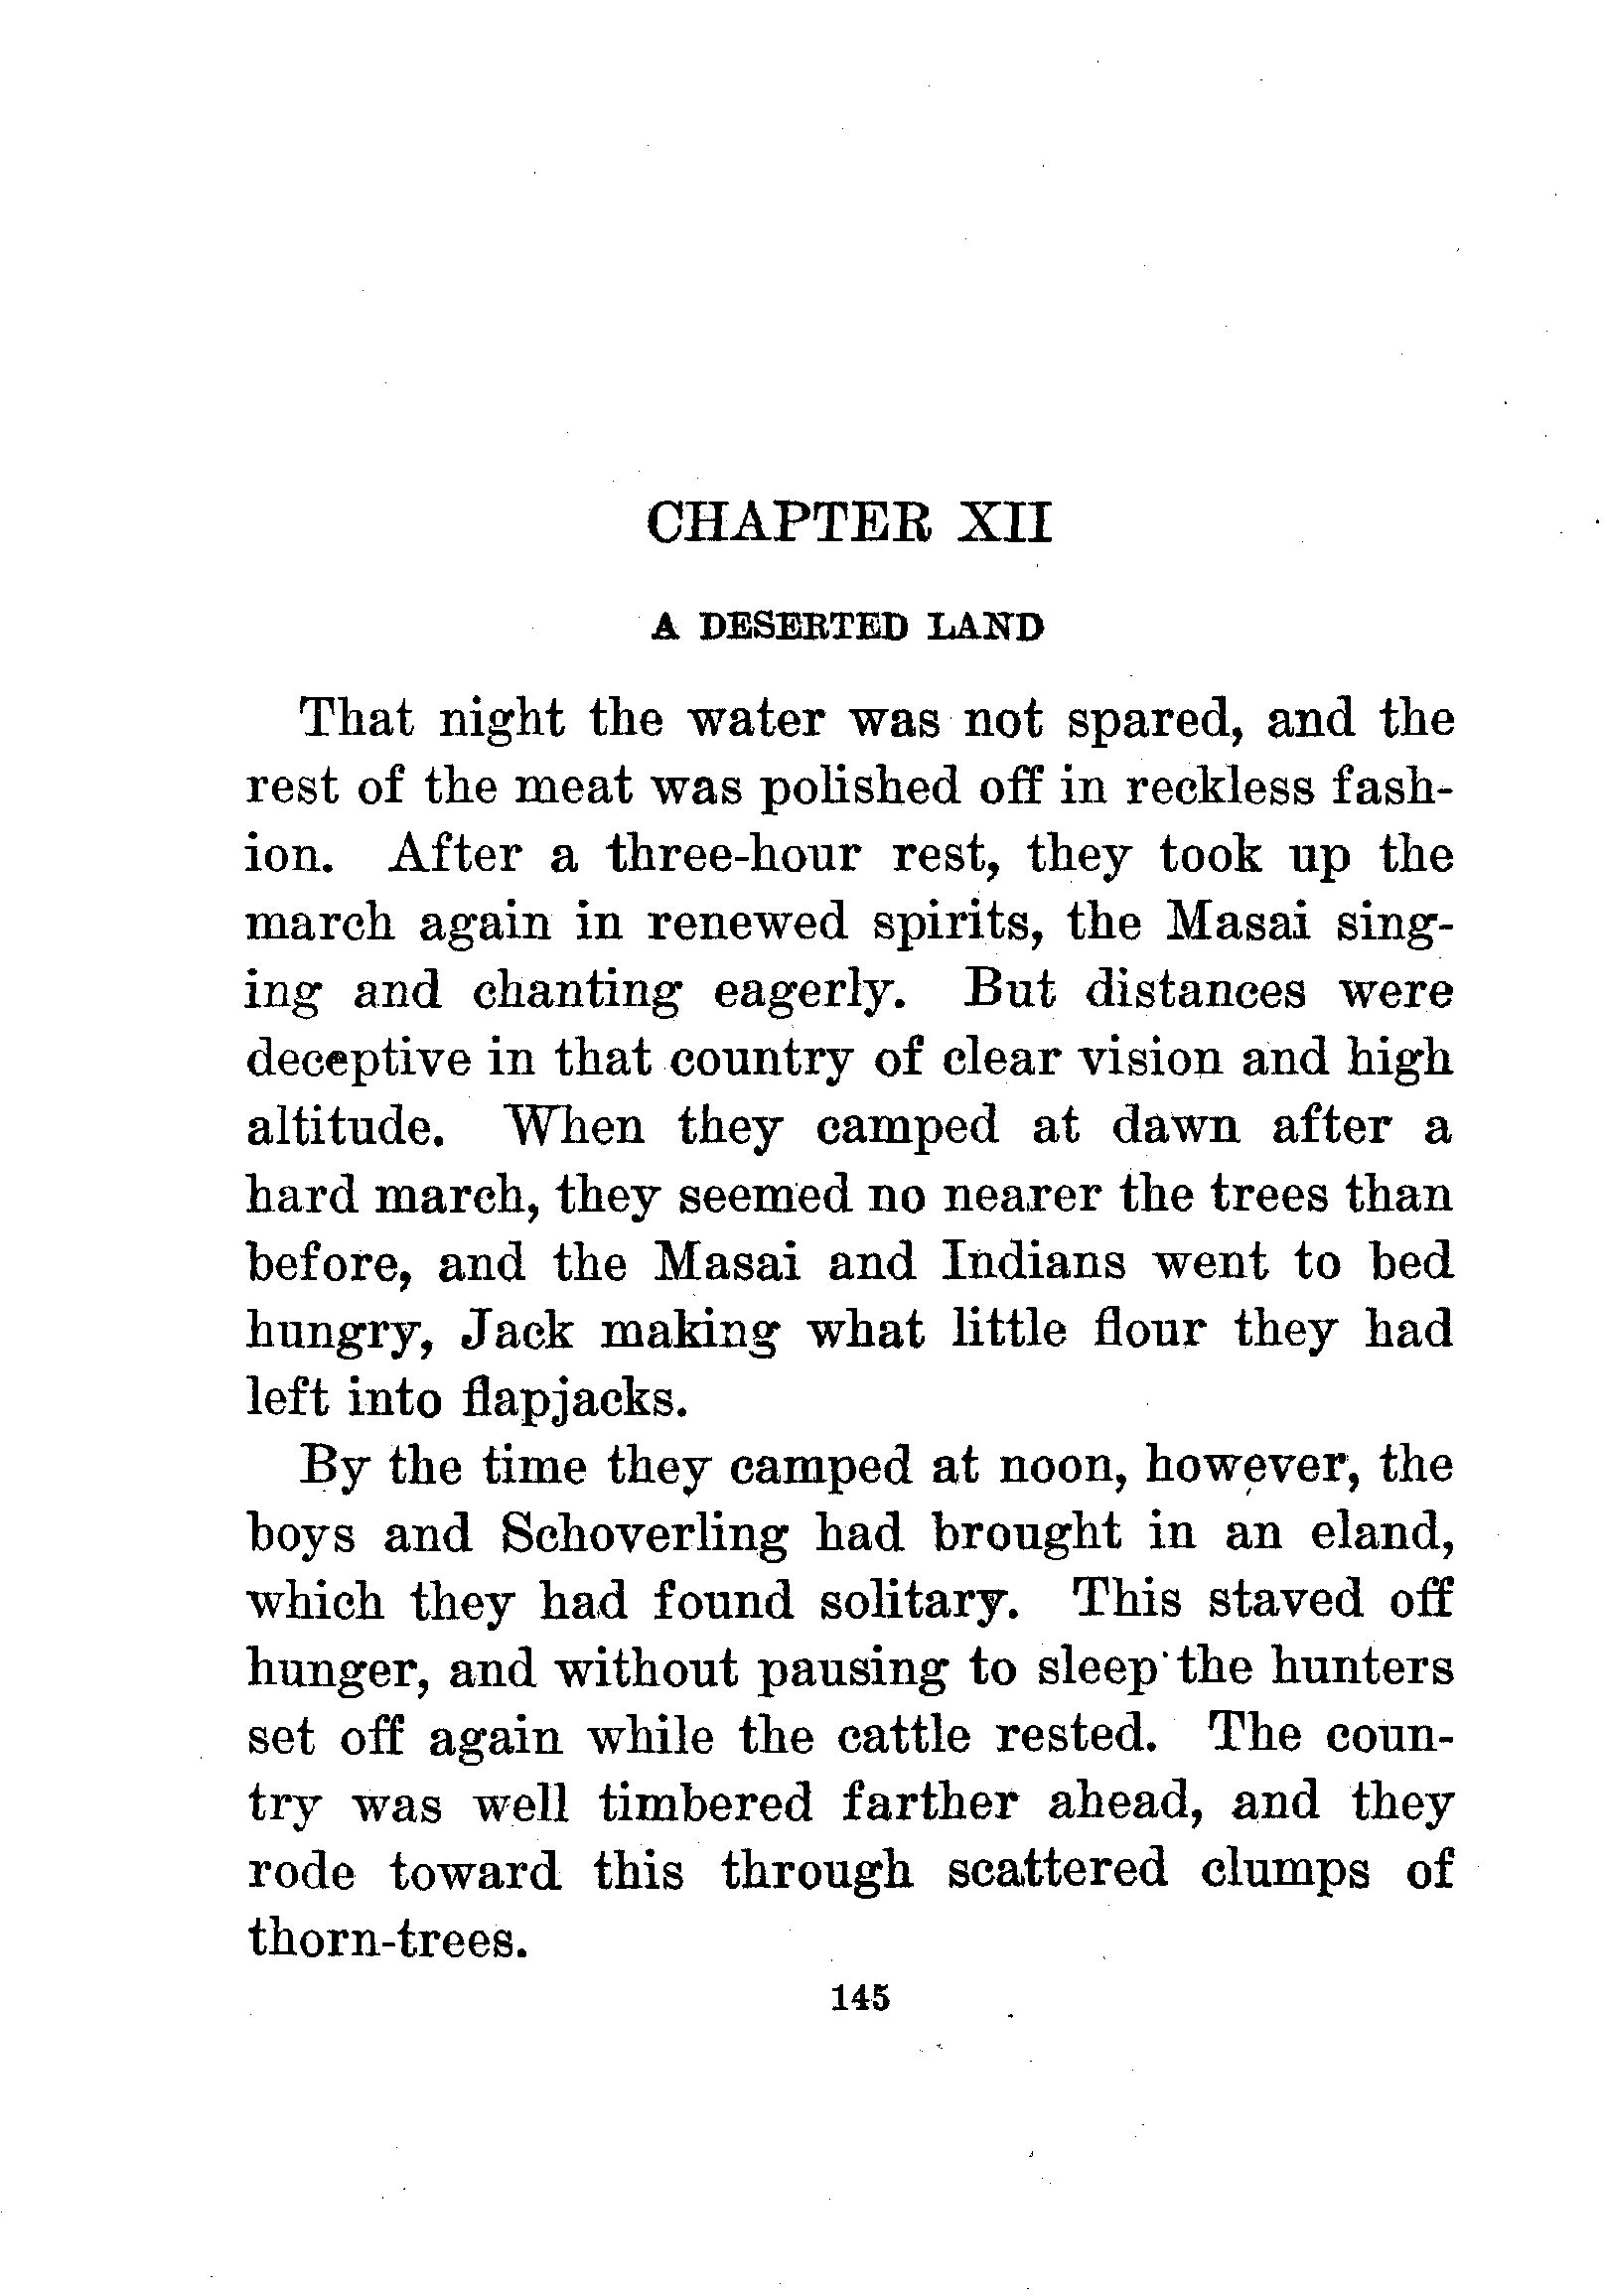 CHAPTER XII
A DESERTED LAND
That night the water was not spared, and the
rest of the meat was polished off in reckless fash-
ion. After a three-hour rest, they took up the
march again in renewed spirits, the Masai sing-
ing and chanting eagerly. But distances were
deceptive in that country of clear vision and high
altitude. When they camped at dawn after a
hard march, they seemed no nearer the trees than
before, and the Masai and Indians went to bed
hungry, Jack making what little flour they had
left into flapjacks.
By the time they camped at noon, however, the
boys and Schoverling had brought in an eland,
which they had found solitary. This staved off
hunger, and without pausing to sleep the hunters
set off again while the cattle rested. The coun-
try was well timbered farther ahead, and they
rode toward this through scattered clumps of
thorn-trees.
145